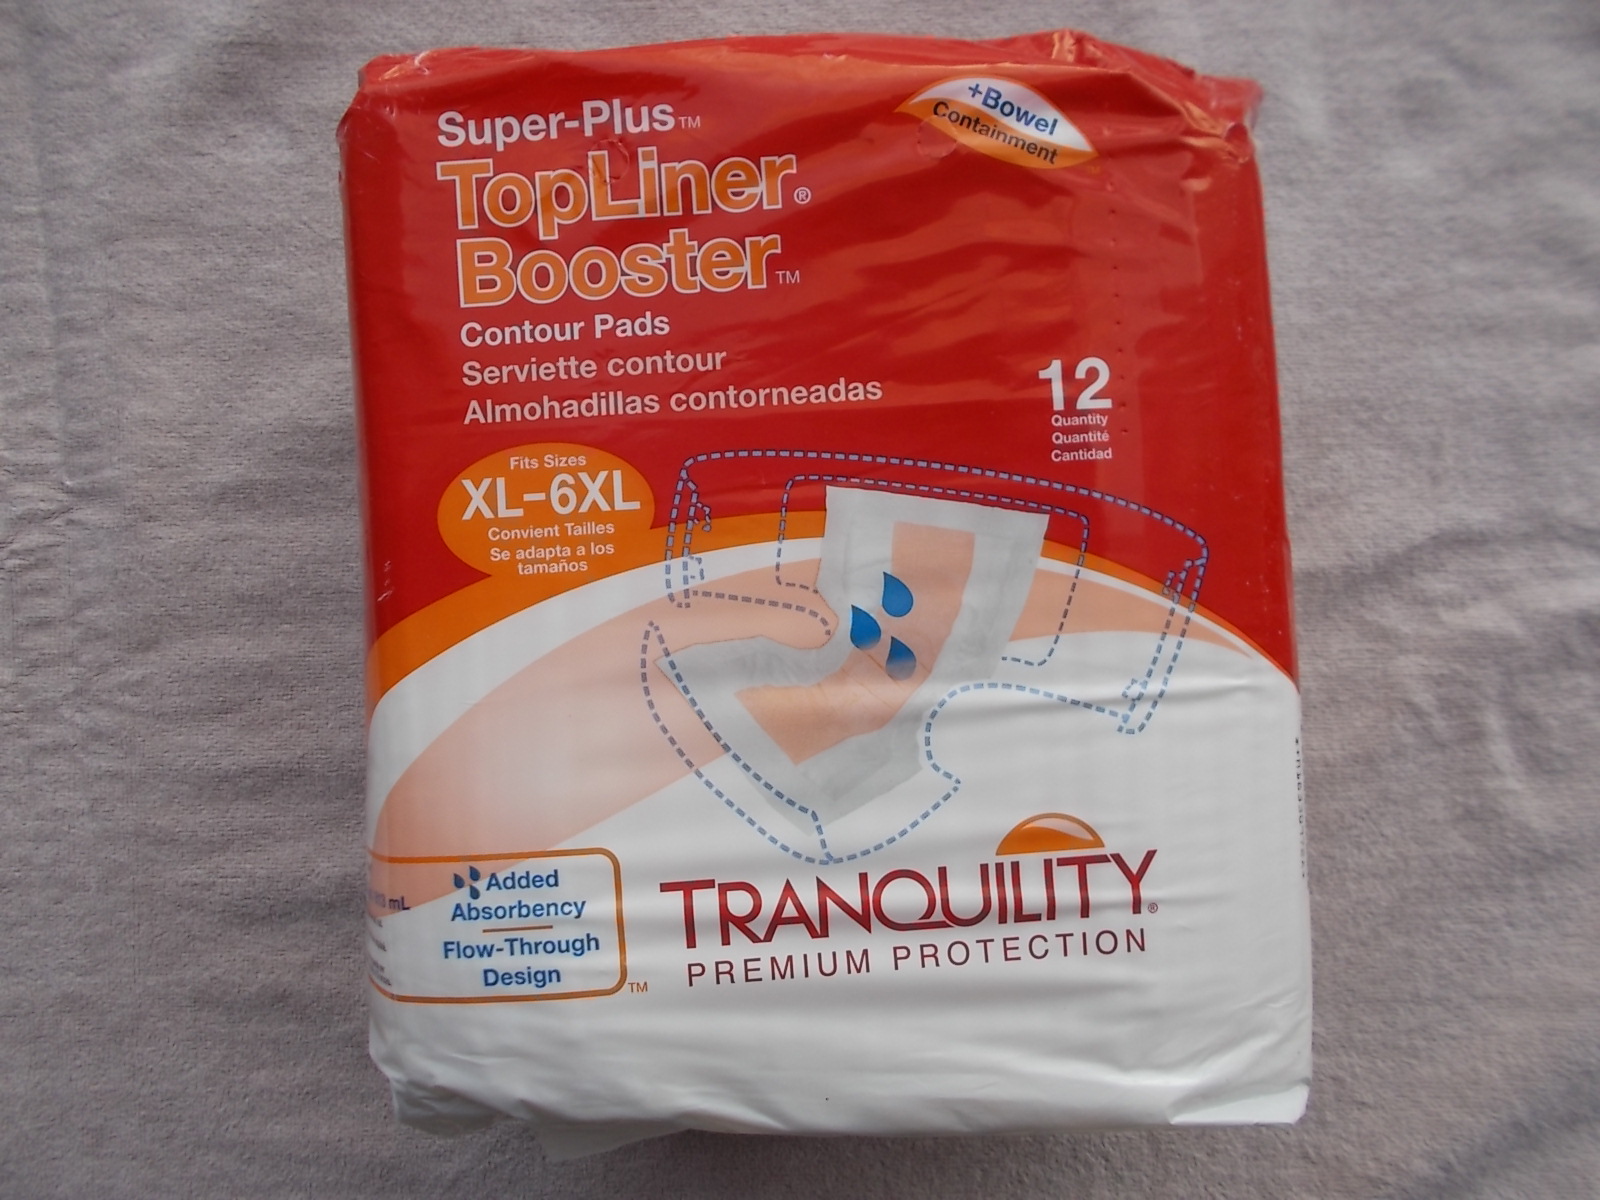 Super-Plus™
TopLiner®
Booster™
Contour Pads
Serviette contour
Almohadillas contorneadas
+Bowel
Containment
12
Quantity
Quantité
Cantidad
Fits Sizes
XL-6XL
Convient Tailles
Se adapta a los
tamaños
Added
Absorbency
Flow-Through
Design
™
mL
TRANQUILITY®
PREMIUM PROTECTION